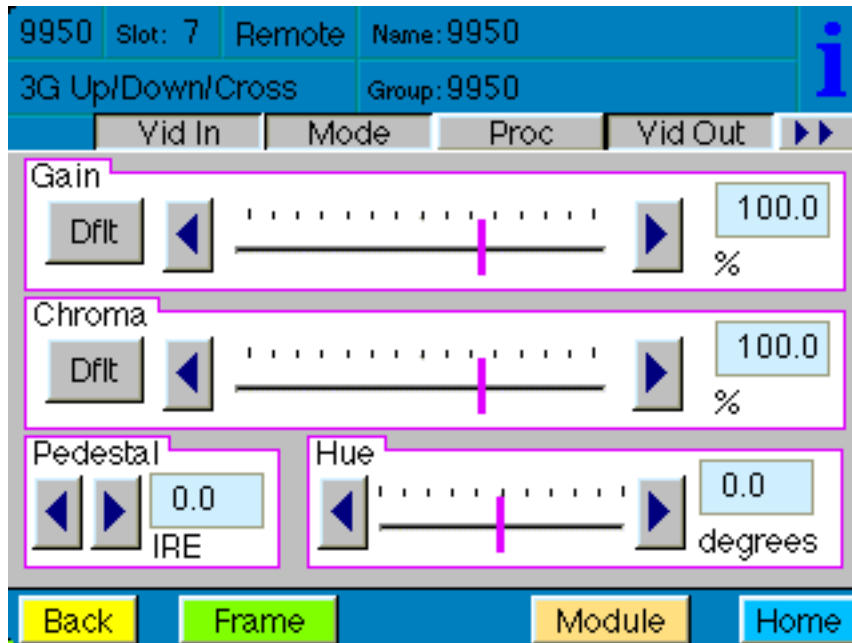 9950 Slot: 7 Remote Name: 9950
3G Up/Down/Cross Group: 9950
i
Vid In Mode Proc Vid Out
Gain
Dflt 100.0
%
Chroma
Dflt 100.0
%
Pedestal Hue
0.0 0.0
IRE degrees
Back Frame Module Home